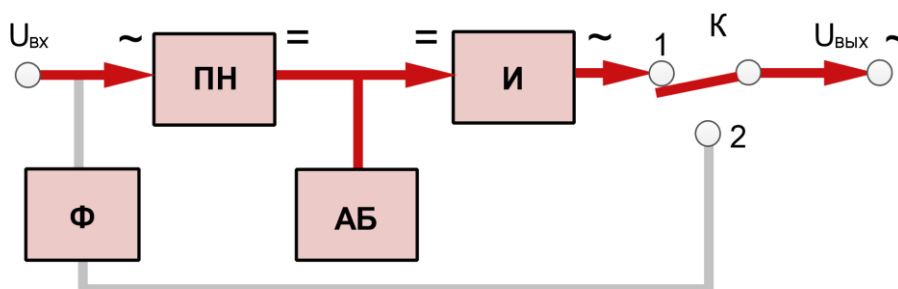 Uвх ~ ПН = = И ~ 1 К Uвых ~
2
Ф АБ